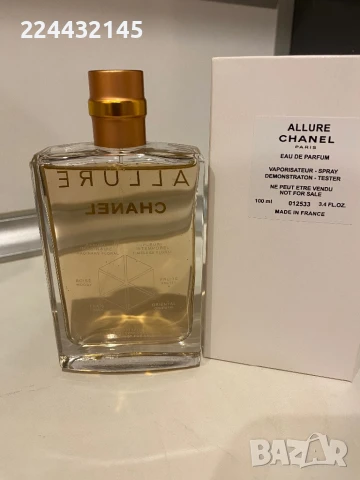 224432145
ALLURE
CHANEL
ALLURE
CHANEL
PARIS
EAU DE PARFUM
VAPORISATEUR - SPRAY
DEMONSTRATON - TESTER
NE PEUT ETRE VENDU
NOT FOR SALE
100 ml 012533 3.4 FL.OZ.
MADE IN FRANCE
BAZAR